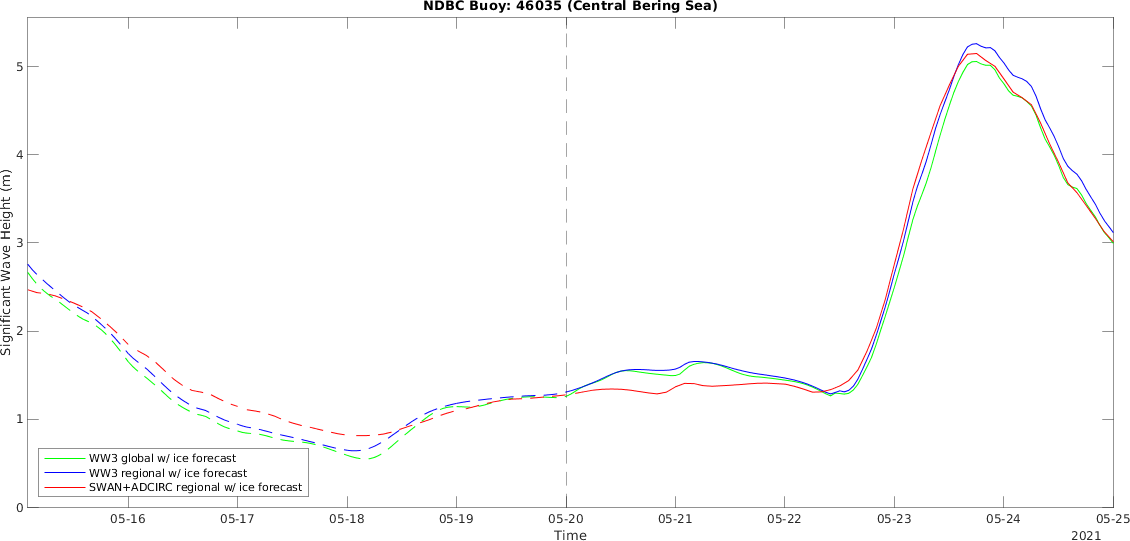 NDBC Buoy: 46035 (Central Bering Sea)
Significant Wave Height (m)
5
4
3
2
1
0
WW3 global w/ ice forecast
WW3 regional w/ ice forecast
SWAN+ADCIRC regional w/ ice forecast
05-16 05-17 05-18 05-19 05-20 05-21 05-22 05-23 05-24 05-25
Time
2021